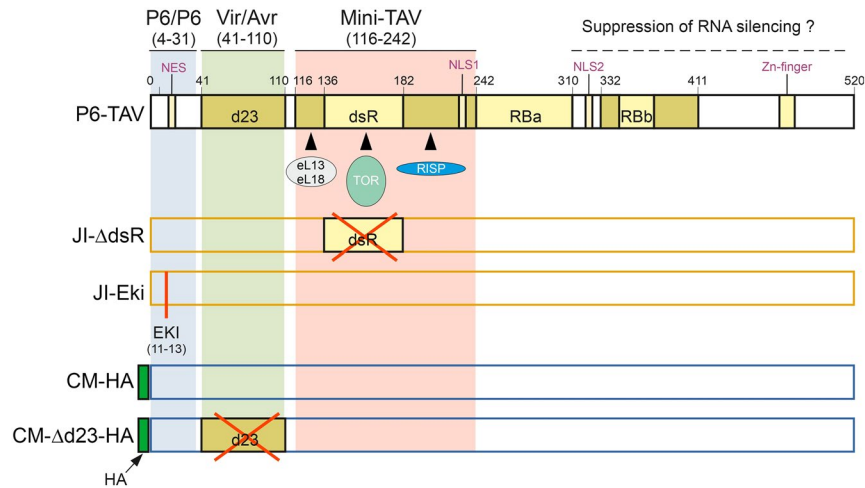 P6/P6 Vir/Avr Mini-TAV Suppression of RNA silencing ?
(4-31) (41-110) (116-242)
NES NLS1 NLS2 Zn-finger
0 41 110 116 136 182 242 310 332 411 520
P6-TAV d23 dsR RBa RBb
eL13
eL18
TOR
RISP
JI-ΔdsR dsR
JI-Eki
EKI
(11-13)
CM-HA
CM-Δd23-HA d23
HA